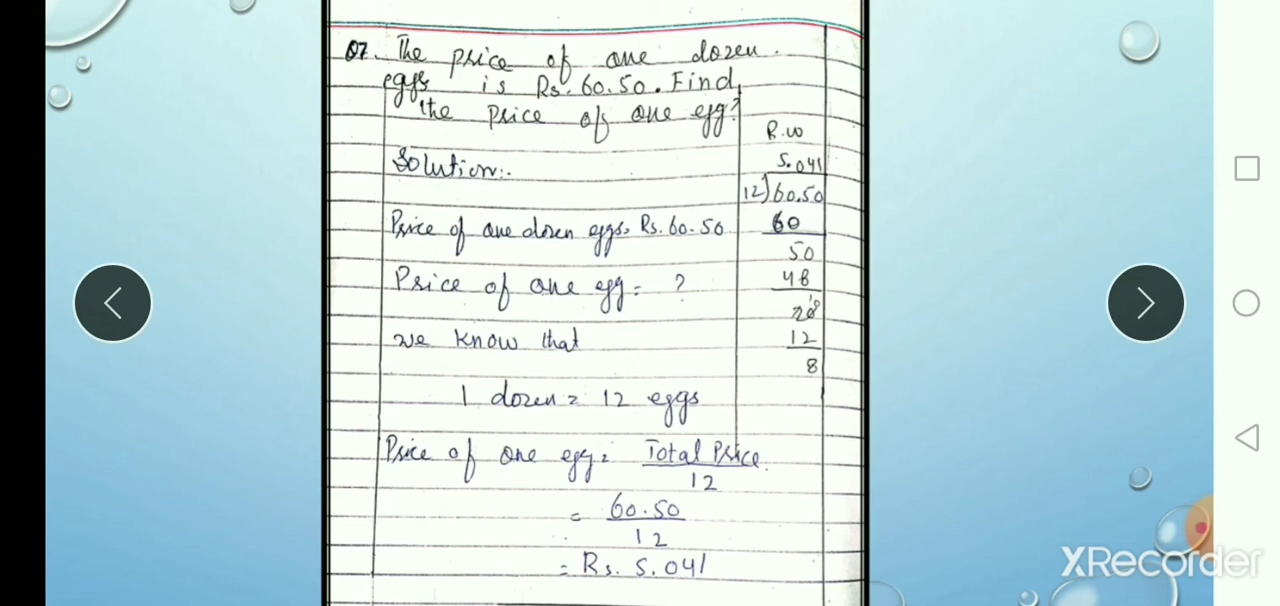 Q7. The price of one dozen
eggs is Rs. 60.50. Find
the price of one egg?
R.w
Solution:.
5.041
12)60.50
Price of one dozen eggs = Rs. 60.50
60
50
Price of one egg = ?
48
20
we know that
12
8
1 dozen = 12 eggs
Price of one egg = Total Price
12
= 60.50
12
= Rs. 5.041
XRecorder